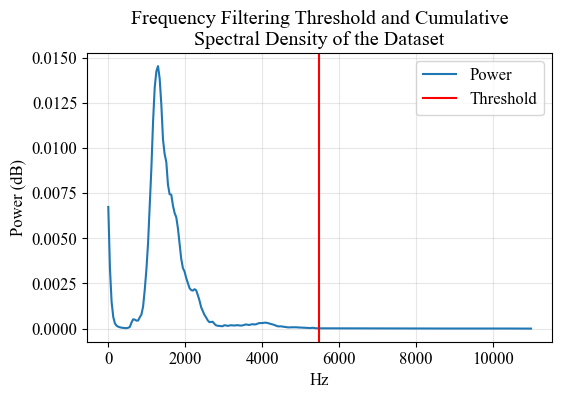 Frequency Filtering Threshold and Cumulative
Spectral Density of the Dataset
0.0150
0.0125
0.0100
0.0075
0.0050
0.0025
0.0000
Power (dB)
Power
Threshold
0
2000
4000
6000
8000
10000
Hz